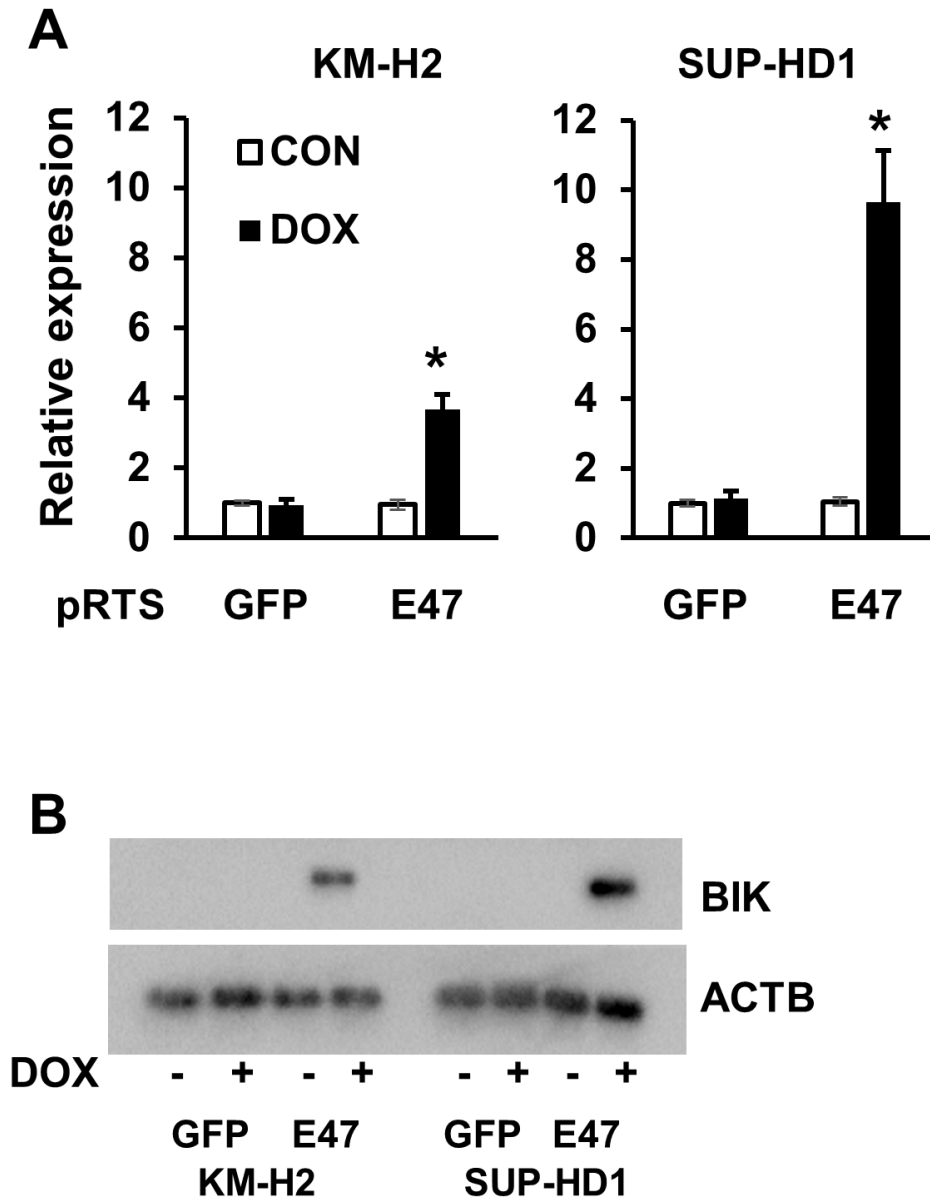 A
KM-H2 SUP-HD1
Relative expression
12
10
8
6
4
2
0
CON
DOX
*
12
10
8
6
4
2
0
*
pRTS GFP E47 GFP E47
B
BIK
ACTB
DOX - + - + - + - +
GFP E47 GFP E47
KM-H2 SUP-HD1